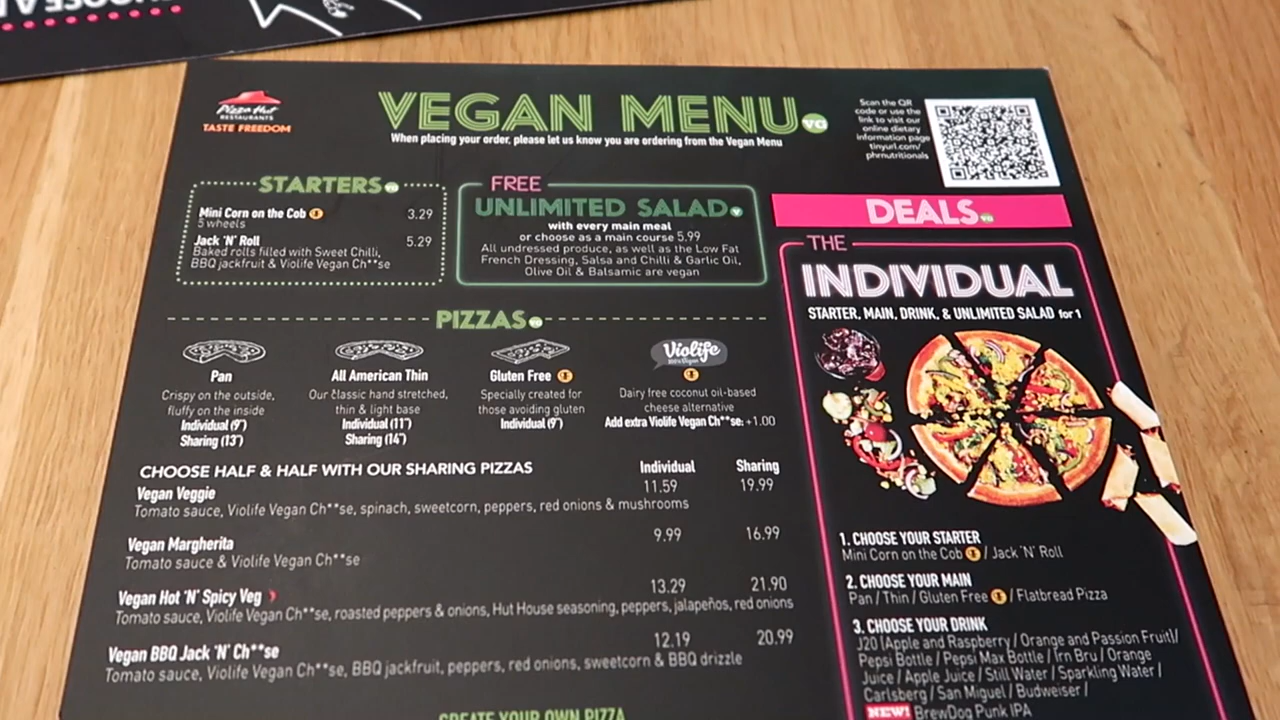 Pizza Hut
RESTAURANTS
TASTE FREEDOM
VEGAN MENU VG
When placing your order, please let us know you are ordering from the Vegan Menu
Scan the QR
code or use the
link to visit our
online dietary
information page
tinyurl.com/
phrnutritionals
STARTERS VG
Mini Corn on the Cob 3.29
5 wheels
Jack 'N' Roll 5.29
Baked rolls filled with Sweet Chilli,
BBQ jackfruit & Violife Vegan Ch**se
FREE
UNLIMITED SALAD V
with every main meal
or choose as a main course 5.99
All undressed produce, as well as the Low Fat
French Dressing, Salsa and Chilli & Garlic Oil,
Olive Oil & Balsamic are vegan
PIZZAS VG
Pan
Crispy on the outside,
fluffy on the inside
Individual (9")
Sharing (13")
All American Thin
Our classic hand stretched,
thin & light base
Individual (11")
Sharing (14")
Gluten Free
Specially created for
those avoiding gluten
Individual (9")
Violife
100% Vegan
Dairy free coconut oil-based
cheese alternative
Add extra Violife Vegan Ch**se: +1.00
CHOOSE HALF & HALF WITH OUR SHARING PIZZAS Individual Sharing
Vegan Veggie 11.59 19.99
Tomato sauce, Violife Vegan Ch**se, spinach, sweetcorn, peppers, red onions & mushrooms
Vegan Margherita 9.99 16.99
Tomato sauce & Violife Vegan Ch**se
Vegan Hot 'N' Spicy Veg 13.29 21.90
Tomato sauce, Violife Vegan Ch**se, roasted peppers & onions, Hut House seasoning, peppers, jalapeños, red onions
Vegan BBQ Jack 'N' Ch**se 12.19 20.99
Tomato sauce, Violife Vegan Ch**se, BBQ jackfruit, peppers, red onions, sweetcorn & BBQ drizzle
CREATE YOUR OWN PIZZA
DEALS VG
THE
INDIVIDUAL
STARTER, MAIN, DRINK, & UNLIMITED SALAD for 1
1. CHOOSE YOUR STARTER
Mini Corn on the Cob / Jack 'N' Roll
2. CHOOSE YOUR MAIN
Pan / Thin / Gluten Free / Flatbread Pizza
3. CHOOSE YOUR DRINK
J20 (Apple and Raspberry / Orange and Passion Fruit)/
Pepsi Bottle / Pepsi Max Bottle / Irn Bru / Orange
Juice / Apple Juice / Still Water / Sparkling Water /
Carlsberg / San Miguel / Budweiser /
NEW! BrewDog Punk IPA